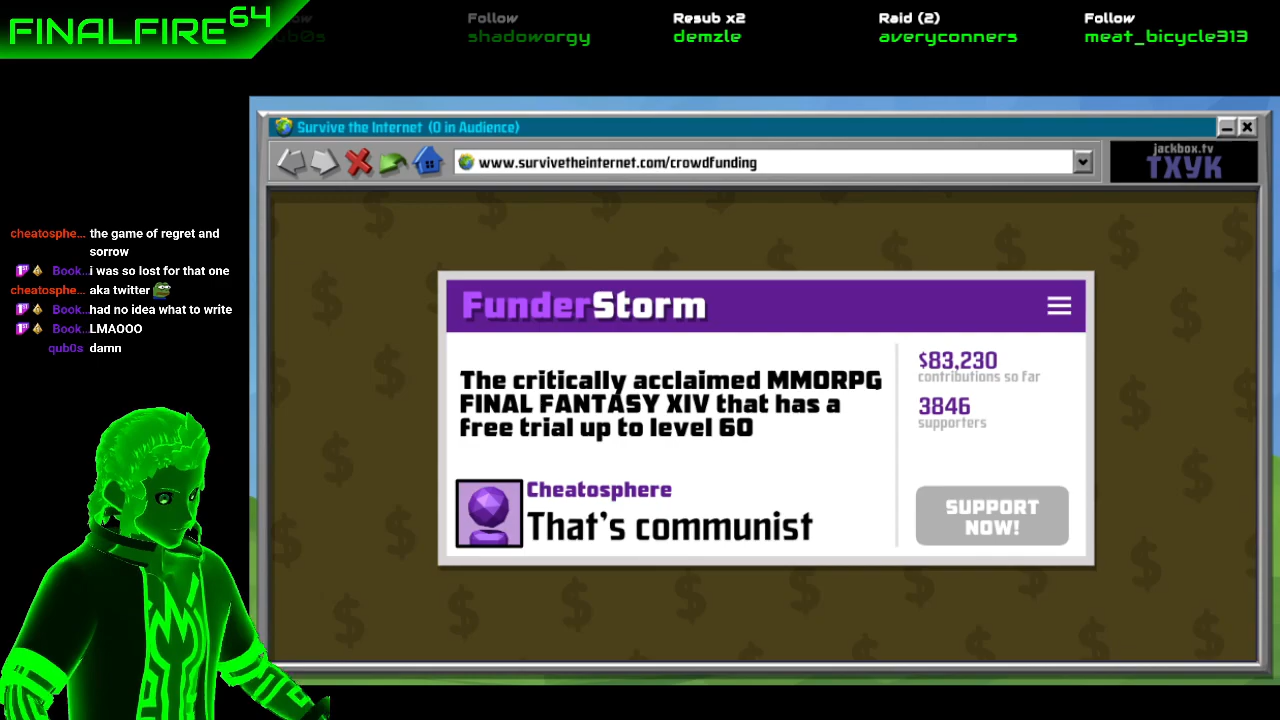 FINALFIRE64
Follow
shadoworgy
Resub x2
demzle
Raid (2)
averyconners
Follow
meat_bicycle313
Survive the Internet (0 in Audience)
www.survivetheinternet.com/crowdfunding
jackbox.tv
TXYK
cheatosphe... the game of regret and
sorrow
Book... i was so lost for that one
cheatosphe... aka twitter
Book... had no idea what to write
Book... LMAOOO
qub0s damn
FunderStorm
The critically acclaimed MMORPG
FINAL FANTASY XIV that has a
free trial up to level 60
Cheatosphere
That's communist
$83,230
contributions so far
3846
supporters
SUPPORT
NOW!